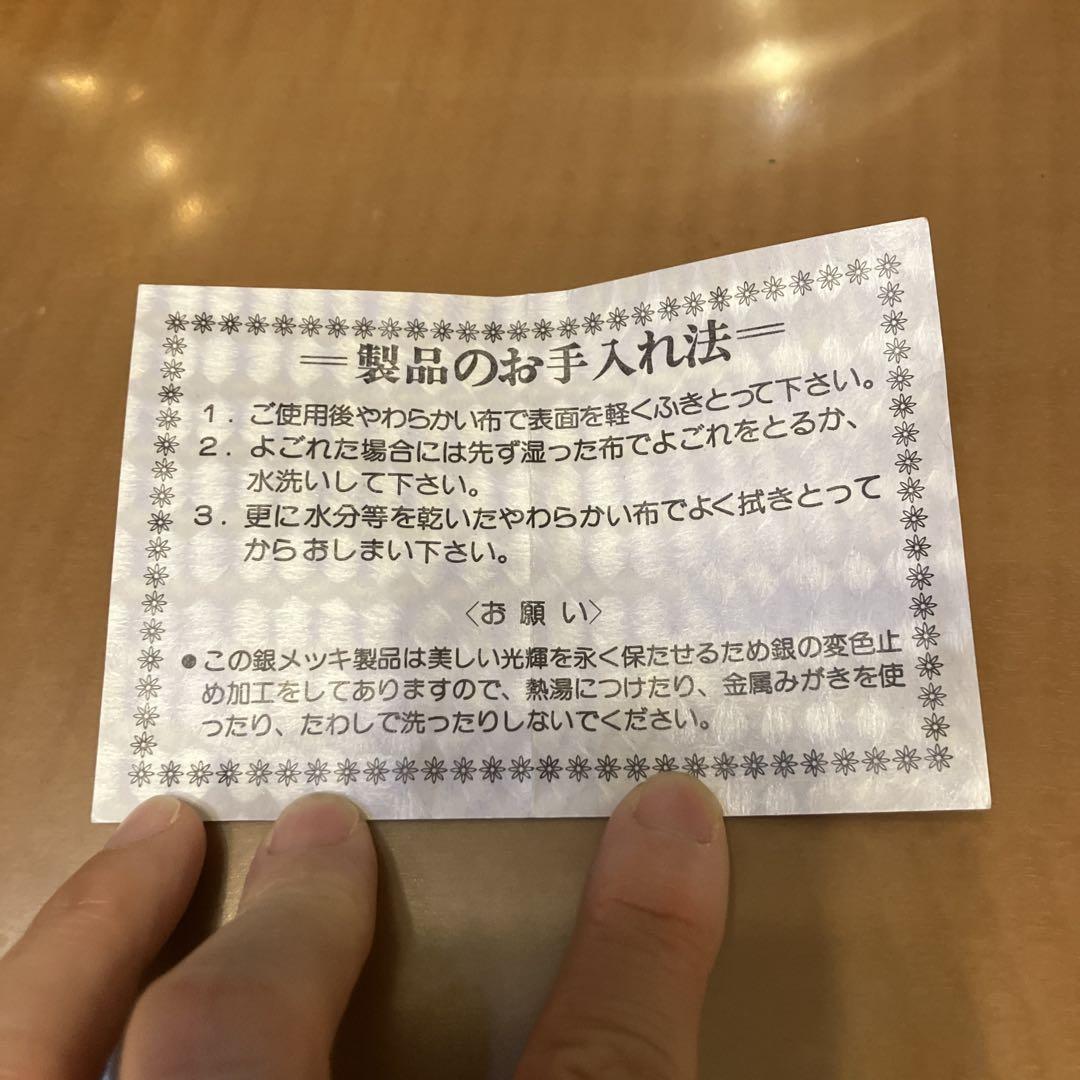 =製品のお手入れ法=
1. ご使用後やわらかい布で表面を軽くふきとって下さい。
2. よごれた場合には先ず湿った布でよごれをとるか、
水洗いして下さい。
3. 更に水分等を乾いたやわらかい布でよく拭きとって
からおしまい下さい。
〈お願い〉
●この銀メッキ製品は美しい光輝を永く保たせるため銀の変色止
め加工をしてありますので、熱湯につけたり、金属みがきを使
ったり、たわしで洗ったりしないでください。